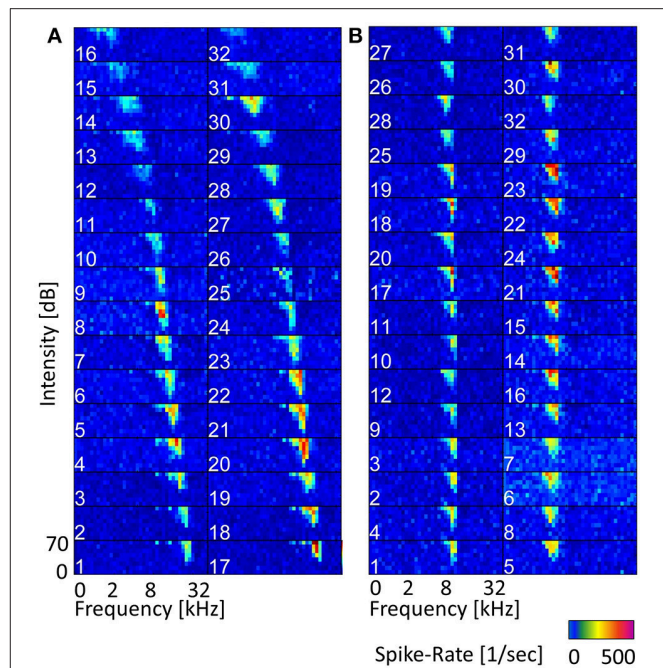 A
B
16 32 27 31
15 31 26 30
14 30 28 32
13 29 25 29
12 28 19 23
11 27 18 22
10 26 20 24
9 25 17 21
8 24 11 15
7 23 10 14
6 22 12 16
5 21 9 13
4 20 3 7
3 19 2 6
2 18 4 8
1 17 1 5
Intensity [dB]
70
0
0 2 8 32
0 2 8 32 0
Frequency [kHz]
Frequency [kHz]
Spike-Rate [1/sec]
0 500